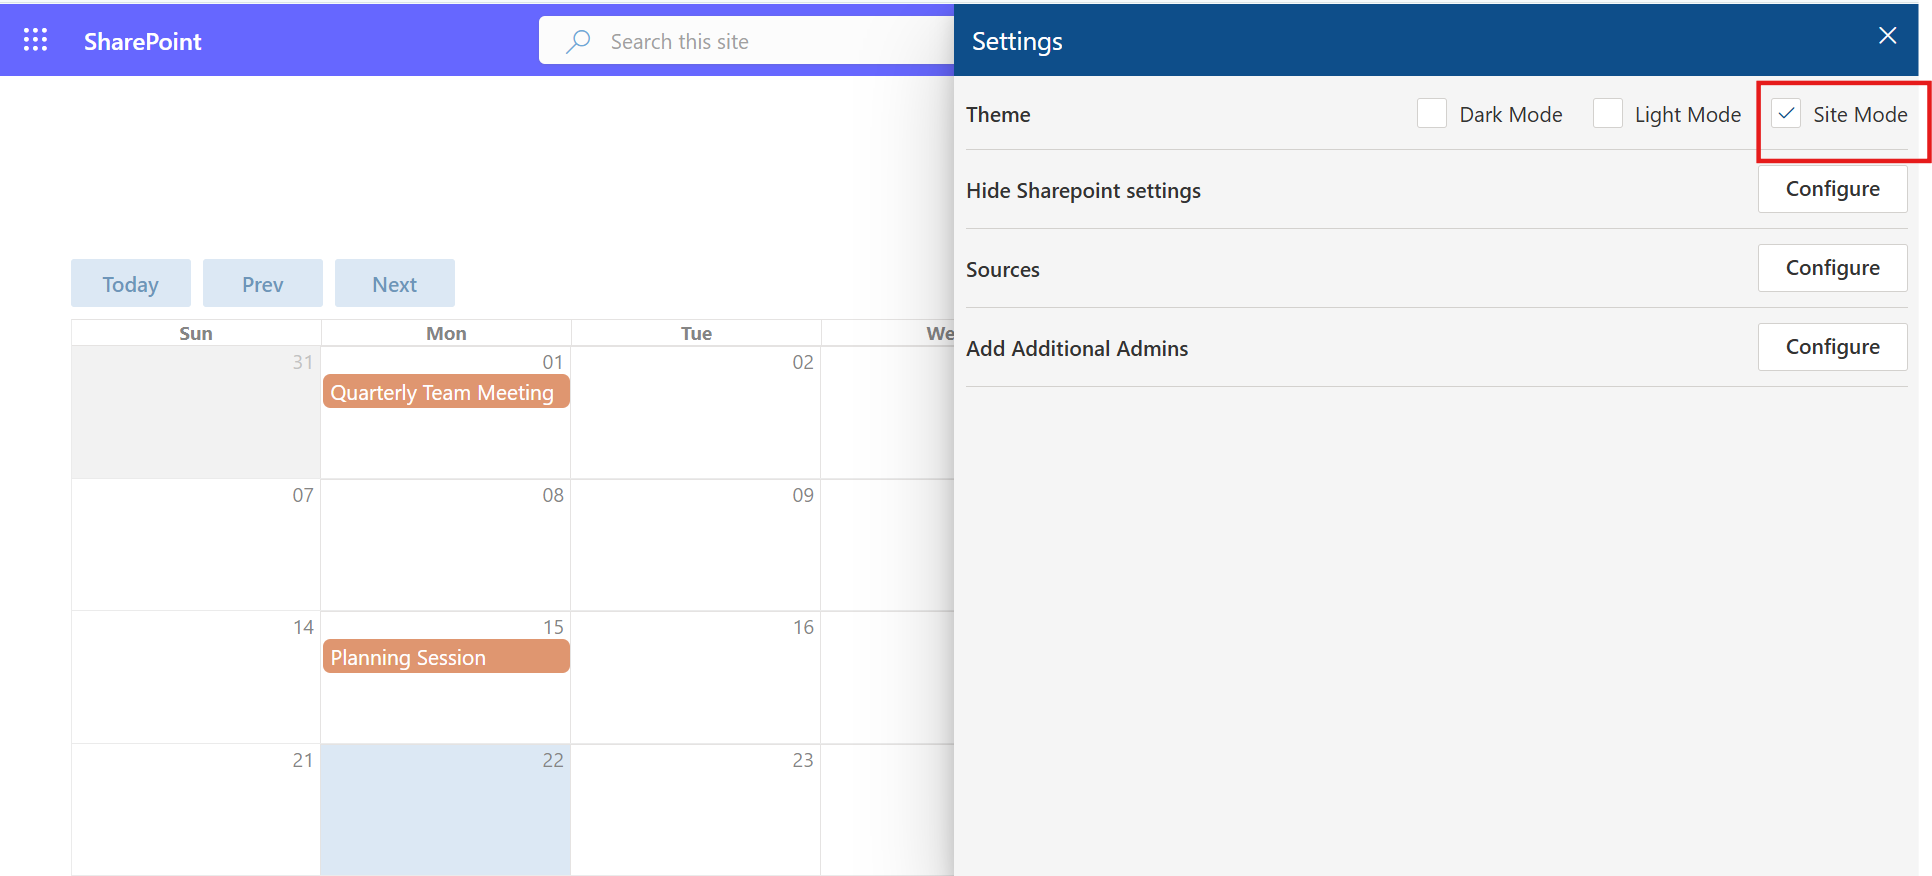 SharePoint
Search this site
Settings
Theme
Dark Mode
Light Mode
Site Mode
Hide Sharepoint settings
Configure
Sources
Configure
Add Additional Admins
Configure
Today Prev Next
Sun Mon Tue We
31 01 02
Quarterly Team Meeting
07 08 09
14 15 16
Planning Session
21 22 23